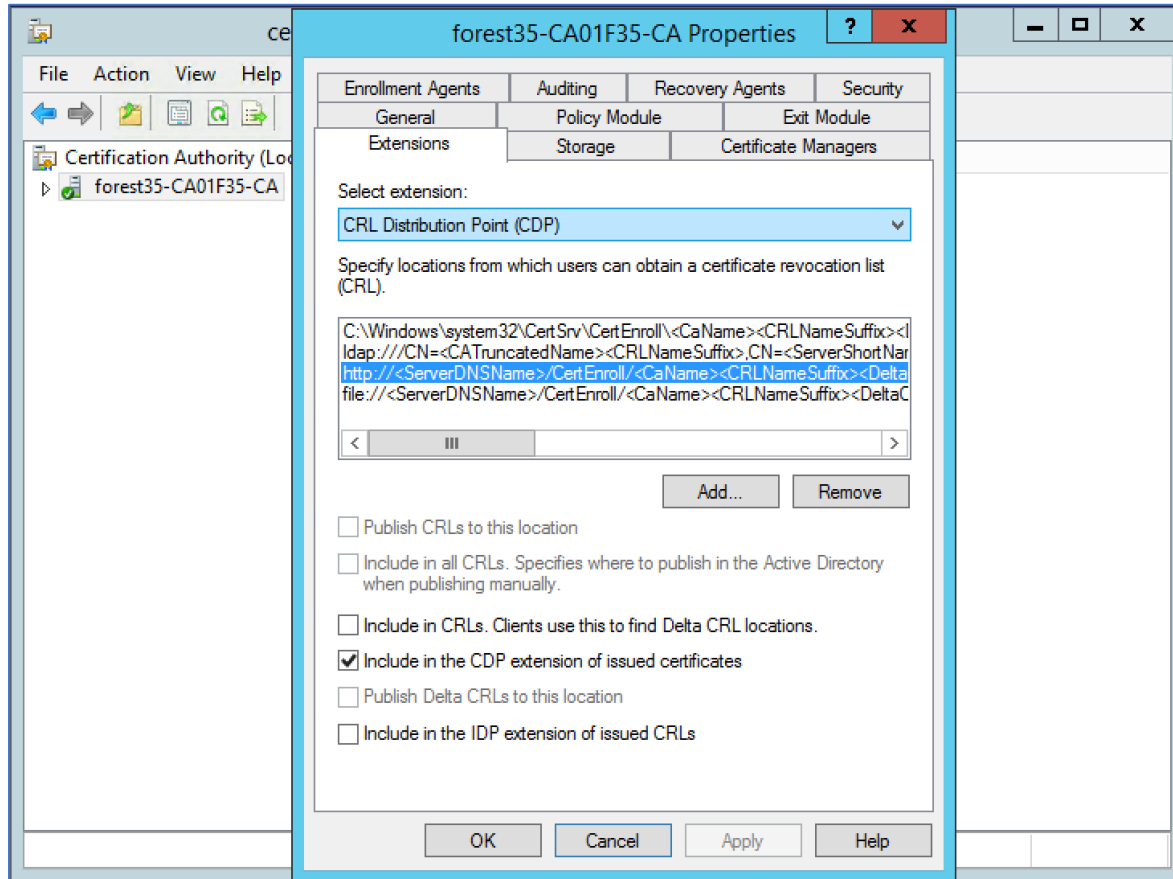 ce
forest35-CA01F35-CA Properties
?
x
x
File Action View Help
Certification Authority (Loc
forest35-CA01F35-CA
Enrollment Agents Auditing Recovery Agents Security
General Policy Module Exit Module
Extensions Storage Certificate Managers
Select extension:
CRL Distribution Point (CDP)
Specify locations from which users can obtain a certificate revocation list
(CRL).
C:\Windows\system32\CertSrv\CertEnroll\<CaName><CRLNameSuffix><
ldap:///CN=<CATruncatedName><CRLNameSuffix>,CN=<ServerShortNar
http://<ServerDNSName>/CertEnroll/<CaName><CRLNameSuffix><Delta
file://<ServerDNSName>/CertEnroll/<CaName><CRLNameSuffix><DeltaC
Add... Remove
Publish CRLs to this location
Include in all CRLs. Specifies where to publish in the Active Directory
when publishing manually.
Include in CRLs. Clients use this to find Delta CRL locations.
Include in the CDP extension of issued certificates
Publish Delta CRLs to this location
Include in the IDP extension of issued CRLs
OK Cancel Apply Help